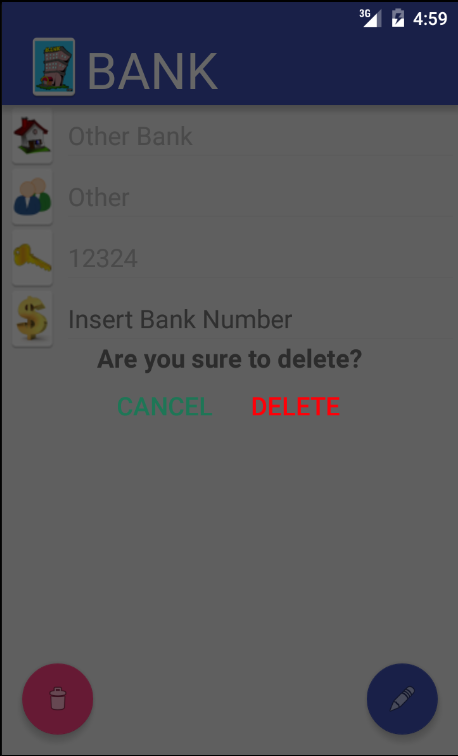 3G 4:59
BANK
Other Bank
Other
12324
Insert Bank Number
Are you sure to delete?
CANCEL DELETE